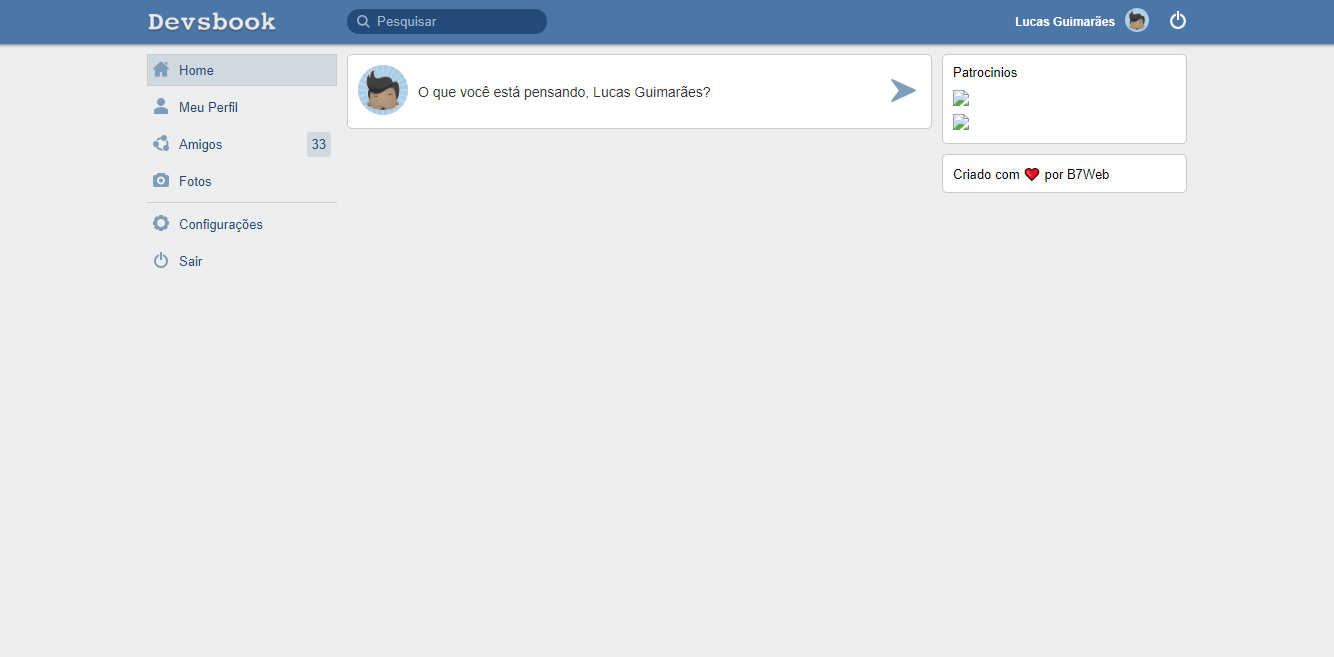 Devsbook
Pesquisar
Lucas Guimarães
Home
Meu Perfil
Amigos
33
Fotos
Configurações
Sair
O que você está pensando, Lucas Guimarães?
Patrocinios
Criado com ❤️ por B7Web